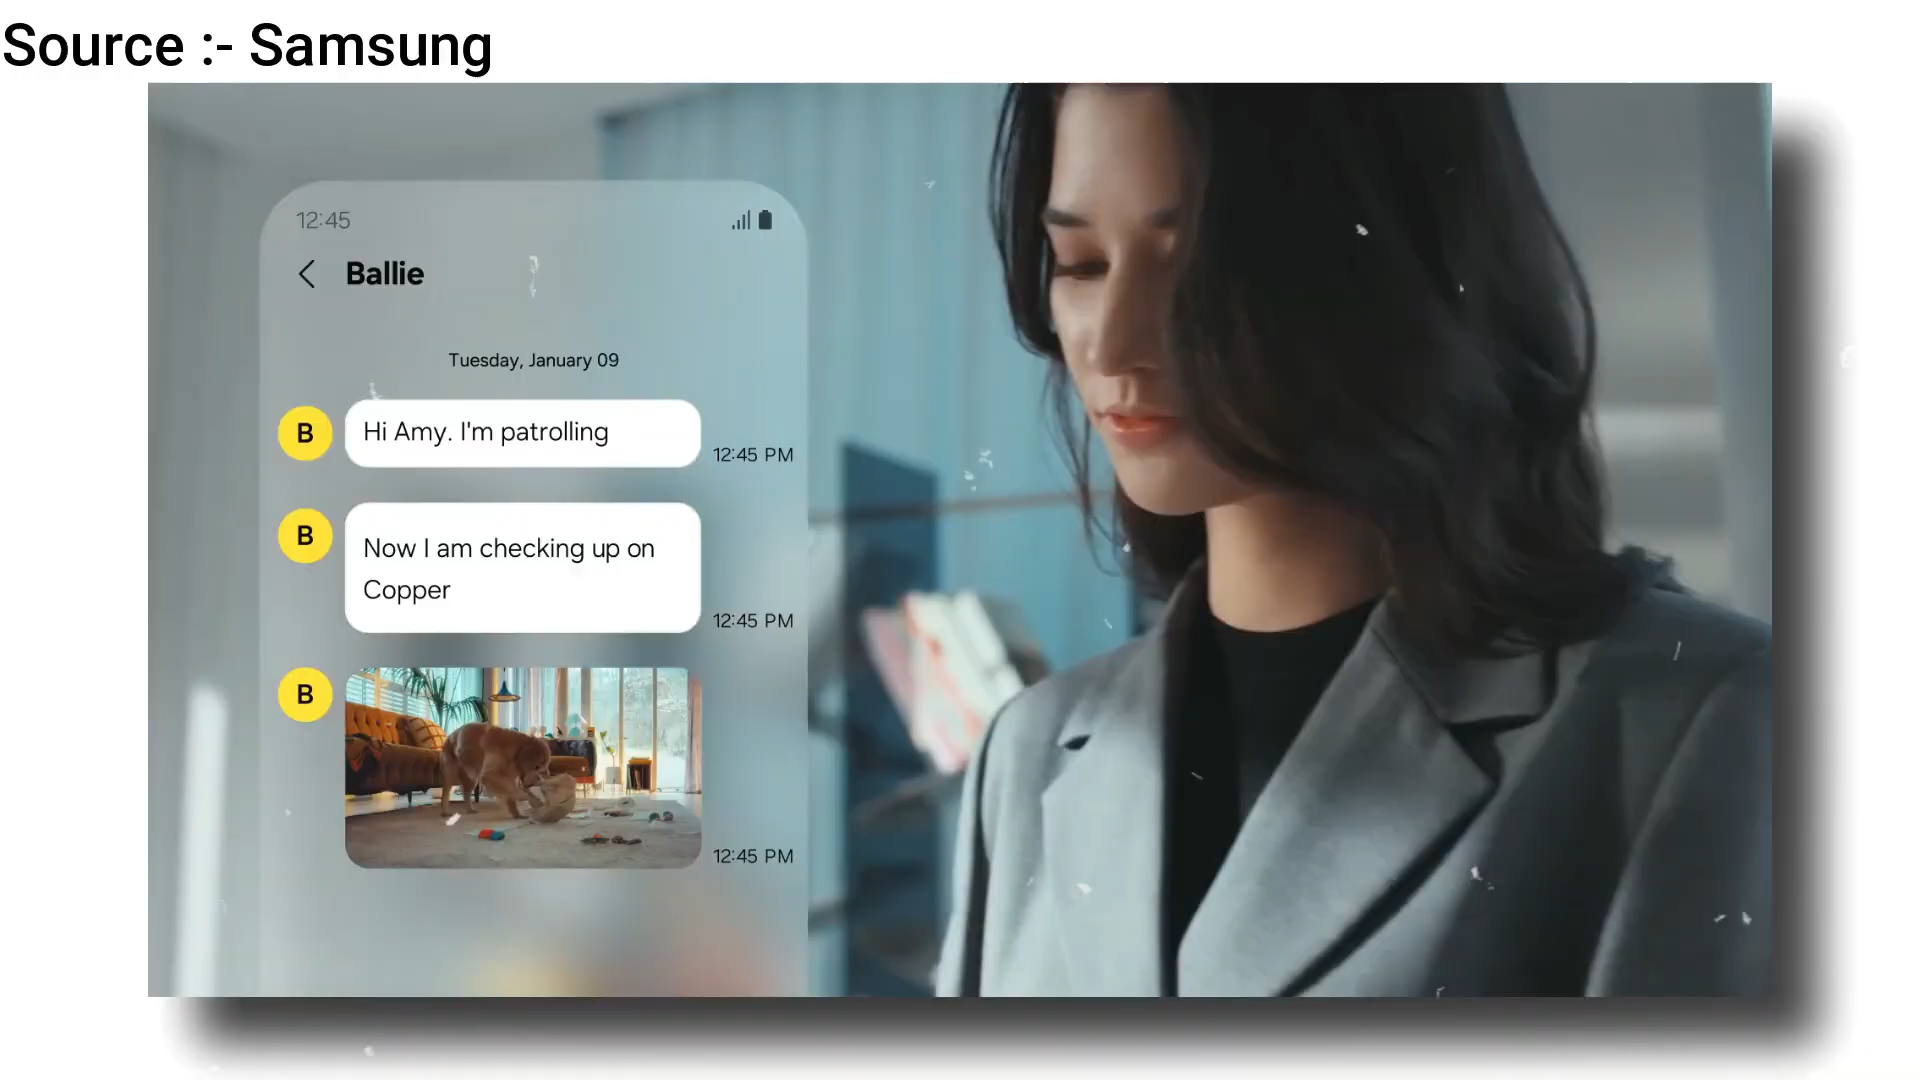 Source :- Samsung
12:45
Ballie
Tuesday, January 09
B
Hi Amy. I'm patrolling
12:45 PM
B
Now I am checking up on
Copper
12:45 PM
B
12:45 PM